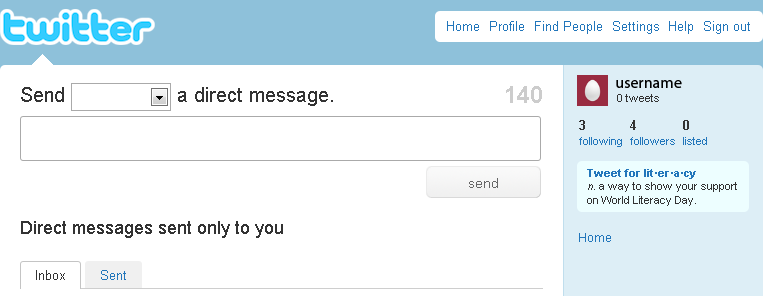 twitter
Home Profile Find People Settings Help Sign out
Send a direct message. 140
send
Direct messages sent only to you
Inbox Sent
username
0 tweets
3 4 0
following followers listed
Tweet for lit·er·a·cy
n. a way to show your support
on World Literacy Day.
Home